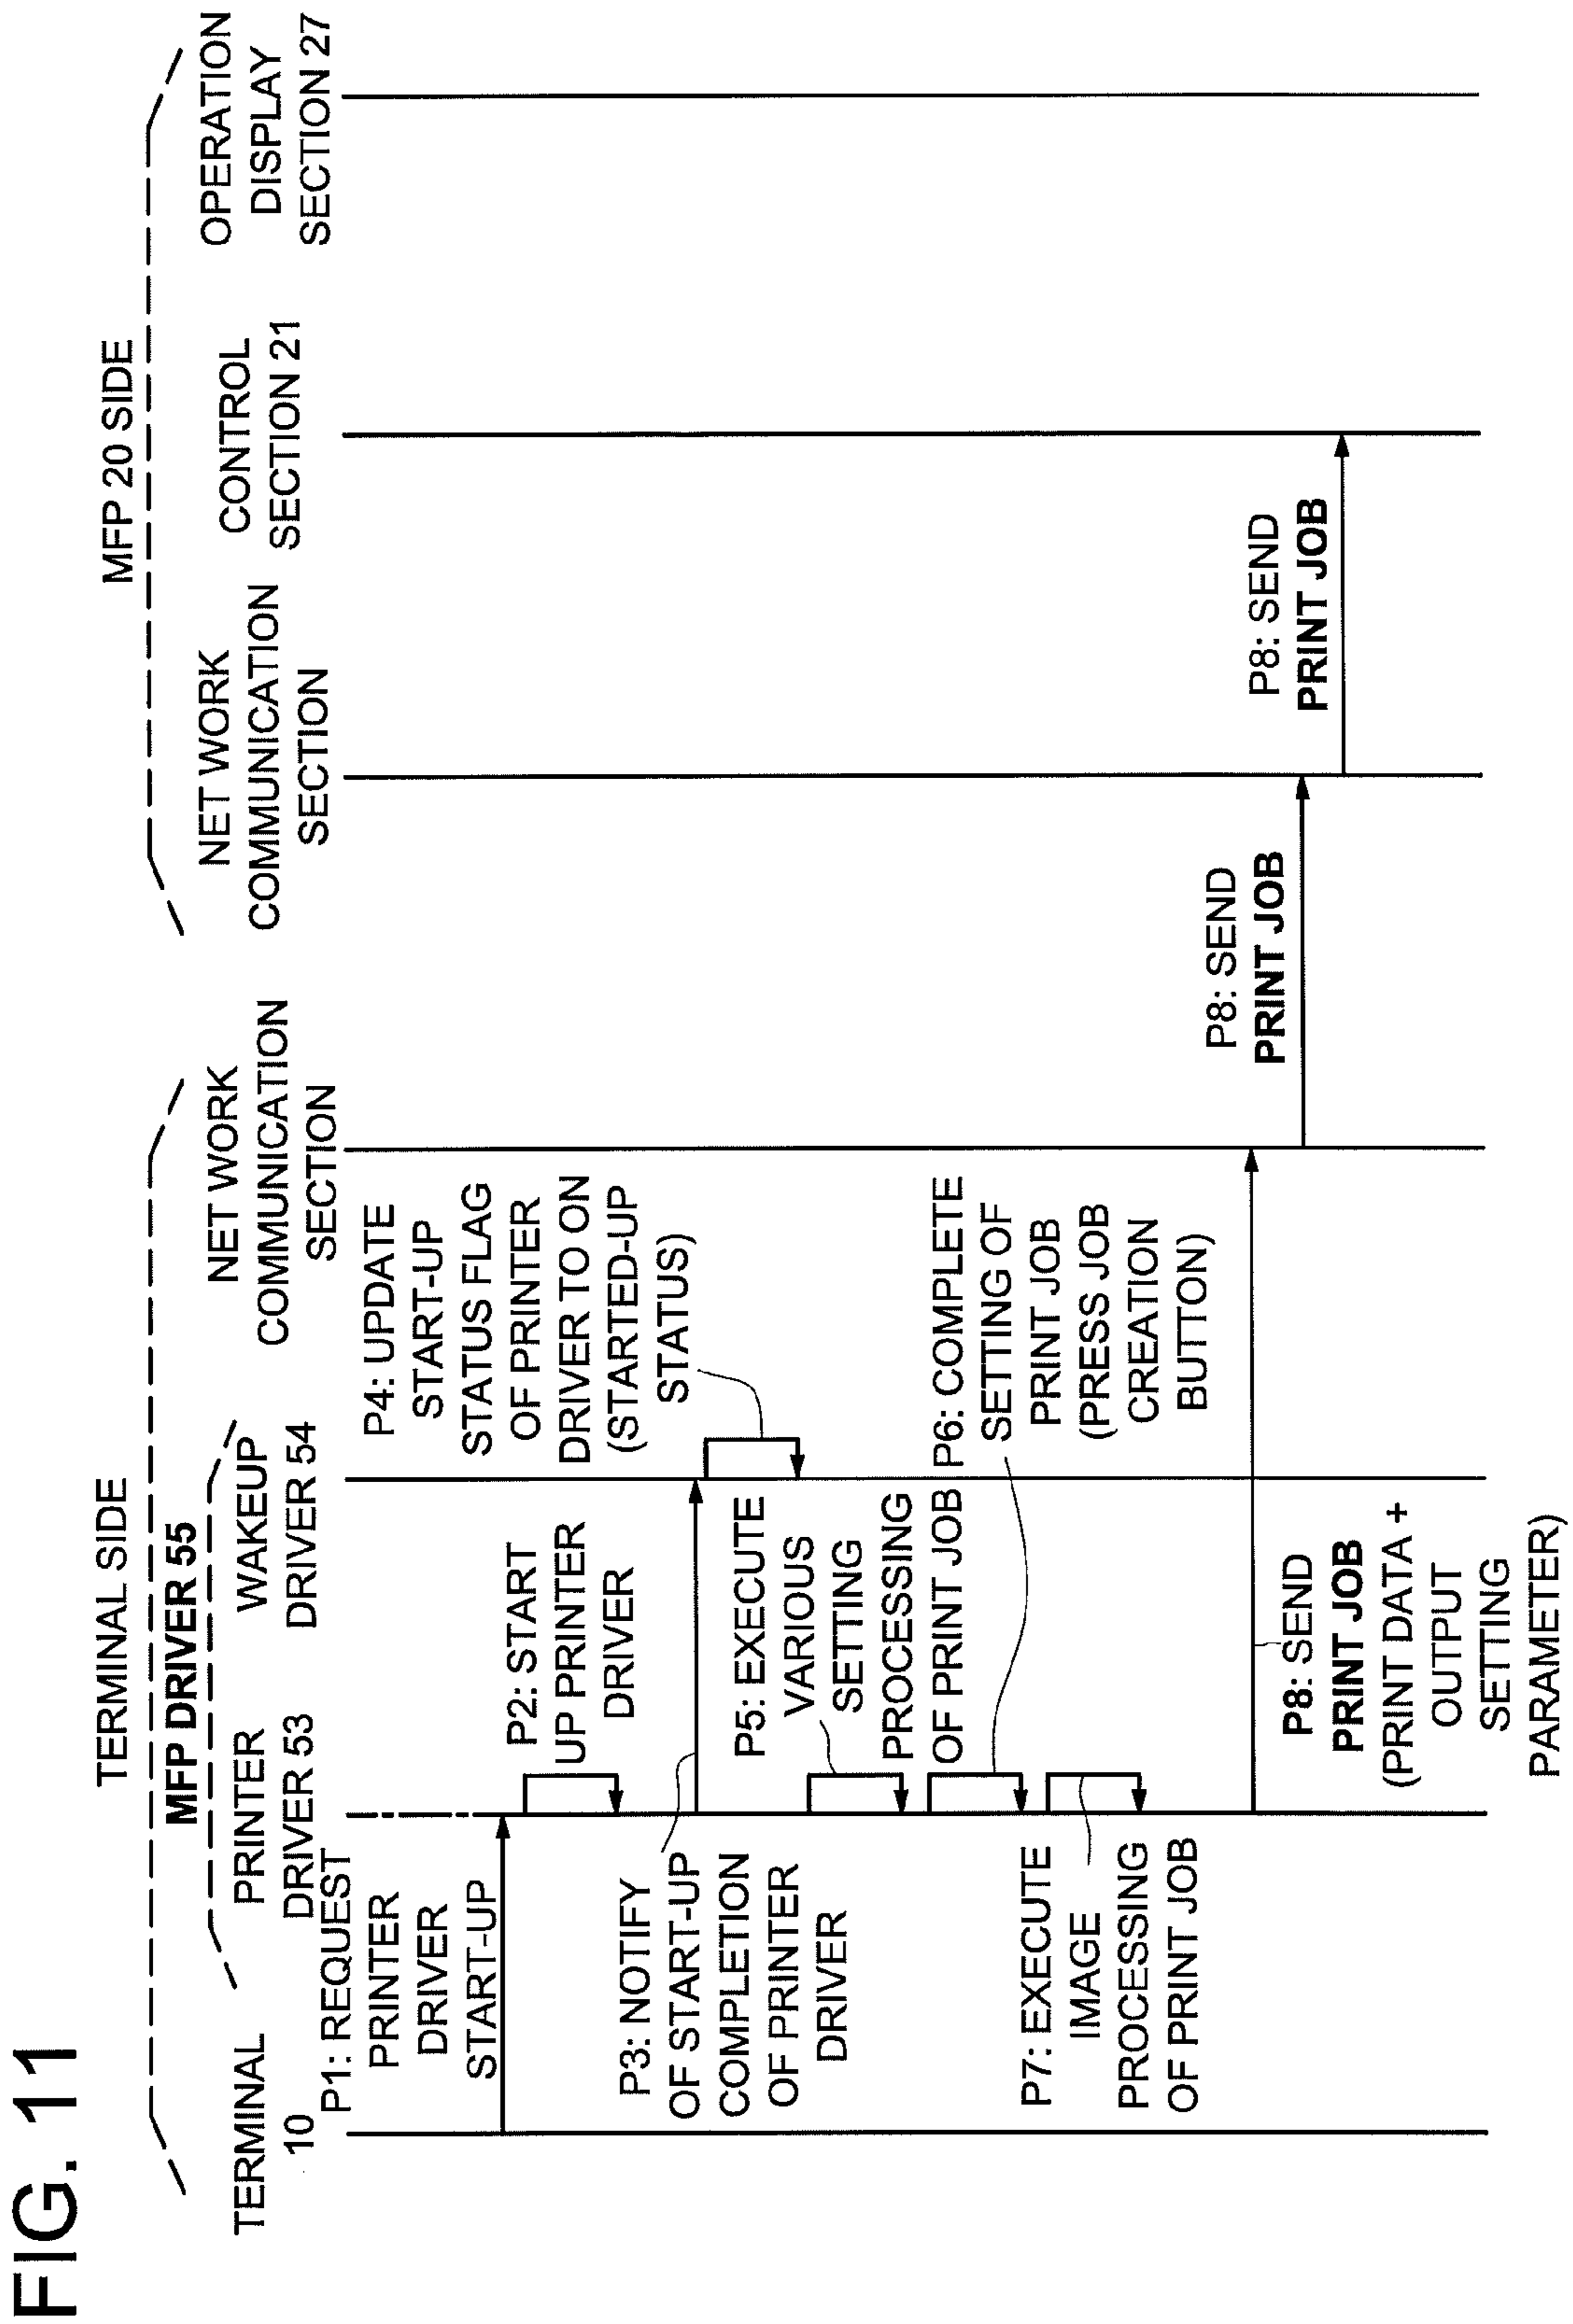 FIG. 11
TERMINAL SIDE
MFP 20 SIDE
MFP DRIVER 55
TERMINAL
10
PRINTER
DRIVER 53
WAKEUP
DRIVER 54
NET WORK
COMMUNICATION
SECTION
NET WORK
COMMUNICATION
SECTION
CONTROL
SECTION 21
OPERATION
DISPLAY
SECTION 27
P1: REQUEST
PRINTER
DRIVER
START-UP
P2: START
UP PRINTER
DRIVER
P3: NOTIFY
OF START-UP
COMPLETION
OF PRINTER
DRIVER
P4: UPDATE
START-UP
STATUS FLAG
OF PRINTER
DRIVER TO ON
(STARTED-UP
STATUS)
P5: EXECUTE
VARIOUS
SETTING
PROCESSING
OF PRINT JOB
P6: COMPLETE
SETTING OF
PRINT JOB
(PRESS JOB
CREATION
BUTTON)
P7: EXECUTE
IMAGE
PROCESSING
OF PRINT JOB
P8: SEND
PRINT JOB
(PRINT DATA +
OUTPUT
SETTING
PARAMETER)
P8: SEND
PRINT JOB
P8: SEND
PRINT JOB